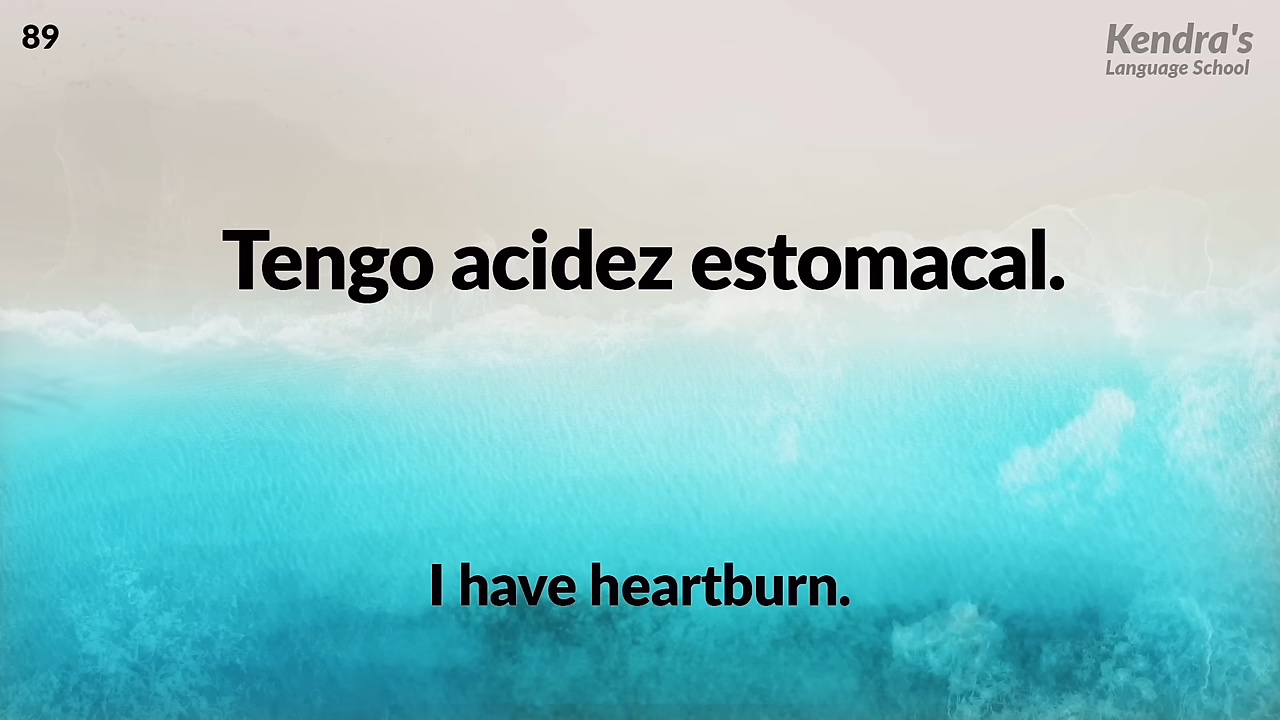 89
Kendra's
Language School
Tengo acidez estomacal.
I have heartburn.